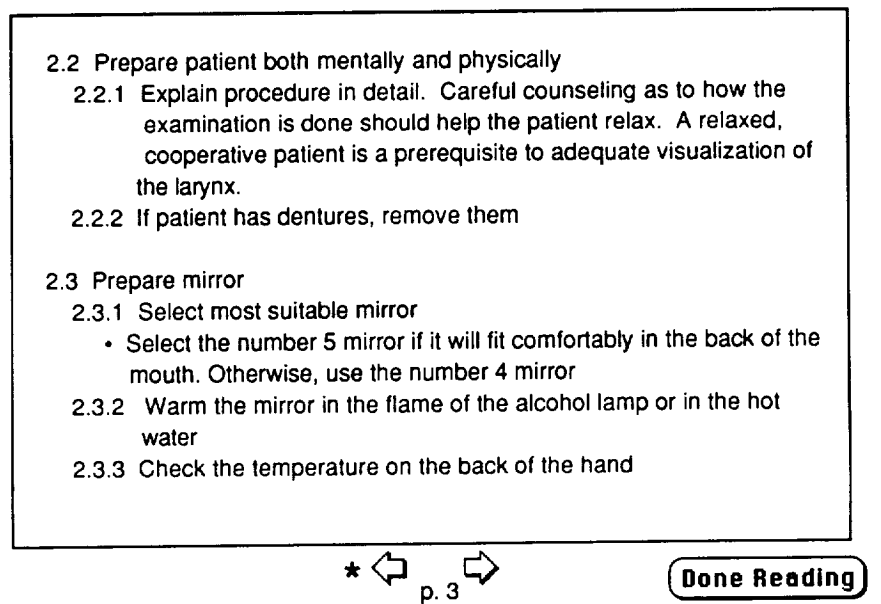 2.2 Prepare patient both mentally and physically
2.2.1 Explain procedure in detail. Careful counseling as to how the
examination is done should help the patient relax. A relaxed,
cooperative patient is a prerequisite to adequate visualization of
the larynx.
2.2.2 If patient has dentures, remove them
2.3 Prepare mirror
2.3.1 Select most suitable mirror
• Select the number 5 mirror if it will fit comfortably in the back of the
mouth. Otherwise, use the number 4 mirror
2.3.2 Warm the mirror in the flame of the alcohol lamp or in the hot
water
2.3.3 Check the temperature on the back of the hand
* p. 3
Done Reading